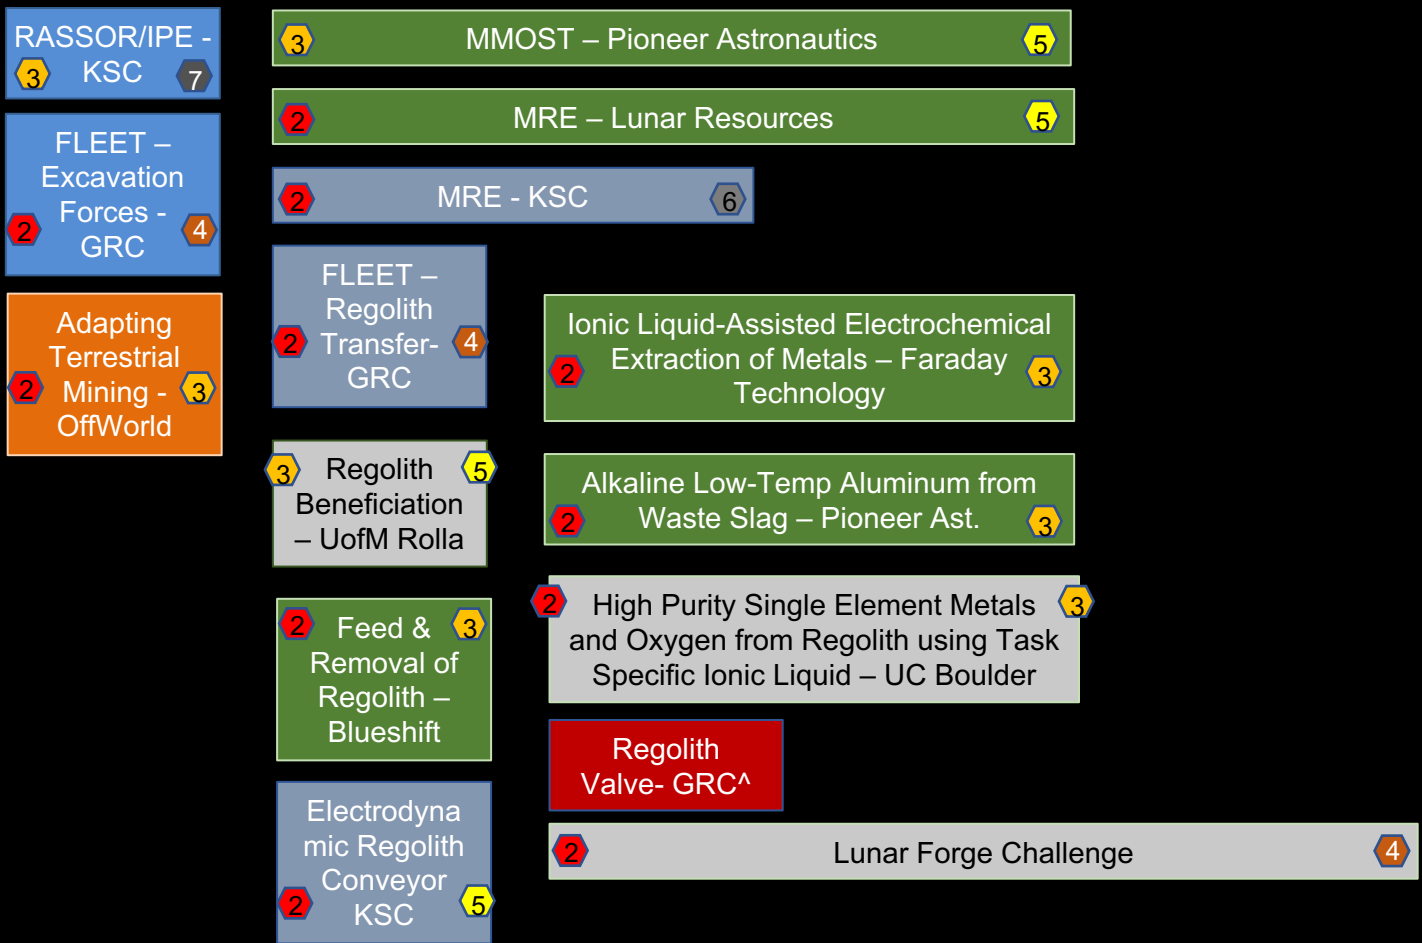 RASSOR/IPE -
KSC
3
7
FLEET –
Excavation
Forces -
GRC
2
4
Adapting
Terrestrial
Mining -
OffWorld
2
3
3
MMOST – Pioneer Astronautics
5
2
MRE – Lunar Resources
5
2
MRE - KSC
6
FLEET –
Regolith
Transfer-
GRC
2
4
3
Regolith
5
Beneficiation
– UofM Rolla
2
Feed &
3
Removal of
Regolith –
Blueshift
Electrodyna
mic Regolith
Conveyor
KSC
2
5
Ionic Liquid-Assisted Electrochemical
Extraction of Metals – Faraday
Technology
2
3
Alkaline Low-Temp Aluminum from
Waste Slag – Pioneer Ast.
2
3
2
High Purity Single Element Metals
3
and Oxygen from Regolith using Task
Specific Ionic Liquid – UC Boulder
Regolith
Valve- GRC^
2
Lunar Forge Challenge
4